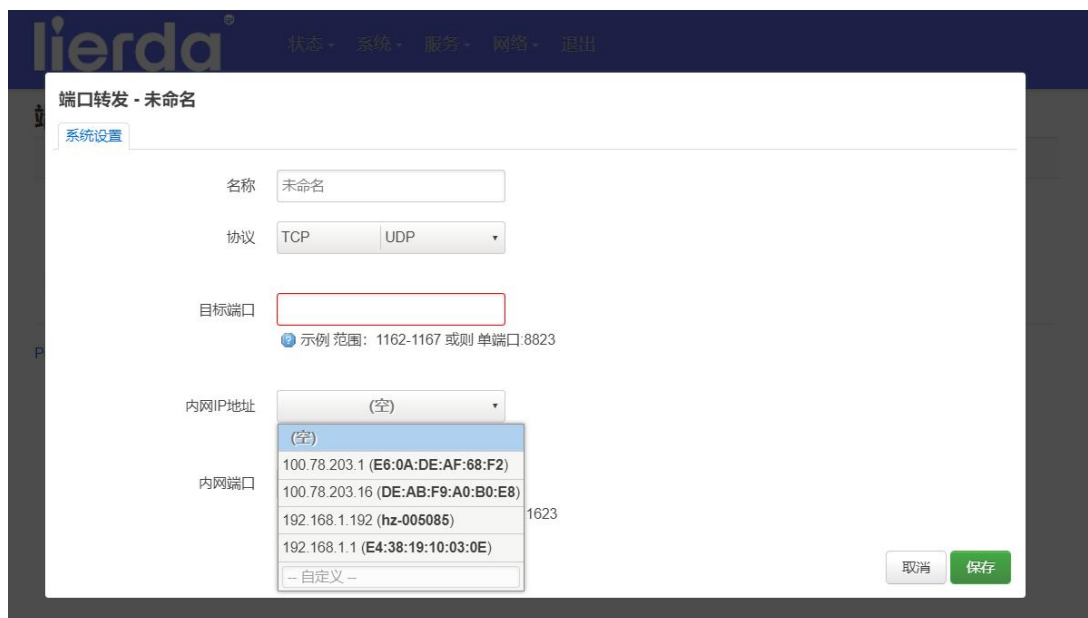 lierda®
状态 系统 服务 网络 退出
端口转发 - 未命名
系统设置
名称 未命名
协议 TCP UDP
目标端口
示例 范围：1162-1167 或则 单端口:8823
内网IP地址 (空)
(空)
100.78.203.1 (E6:0A:DE:AF:68:F2)
内网端口
100.78.203.16 (DE:AB:F9:A0:B0:E8)
192.168.1.192 (hz-005085)
1623
192.168.1.1 (E4:38:19:10:03:0E)
-- 自定义 --
取消 保存
P